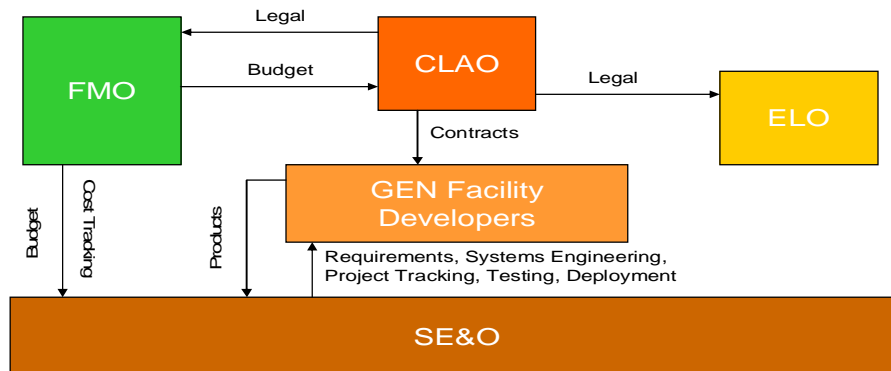 Legal
FMO
Budget
CLAO
Legal
ELO
Contracts
GEN Facility
Developers
Budget
Cost Tracking
Products
Requirements, Systems Engineering,
Project Tracking, Testing, Deployment
SE&O